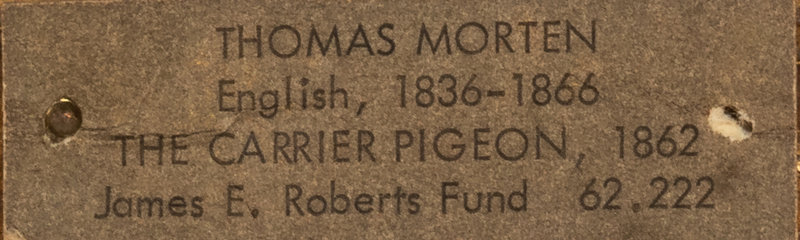 THOMAS MORTEN
English, 1836-1866
THE CARRIER PIGEON, 1862
James E. Roberts Fund 62.222